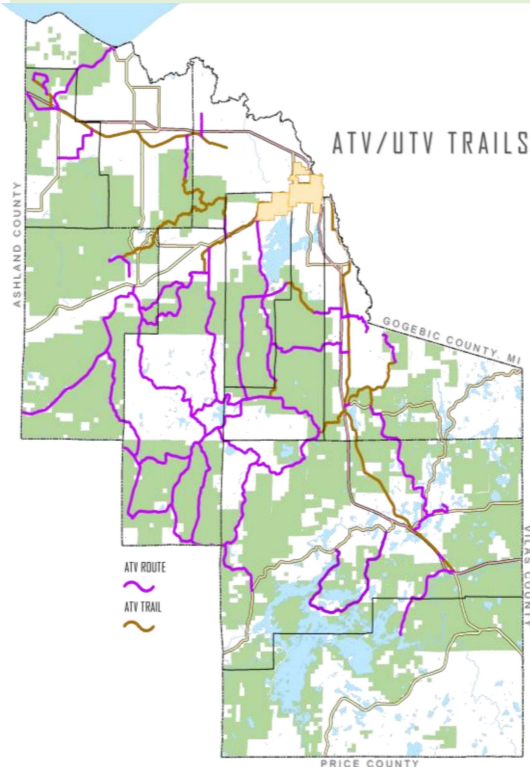 ATV/UTV TRAILS
ASHLAND COUNTY
GOGEBIC COUNTY, MI
VILAS COUNTY
ATV ROUTE
ATV TRAIL
PRICE COUNTY